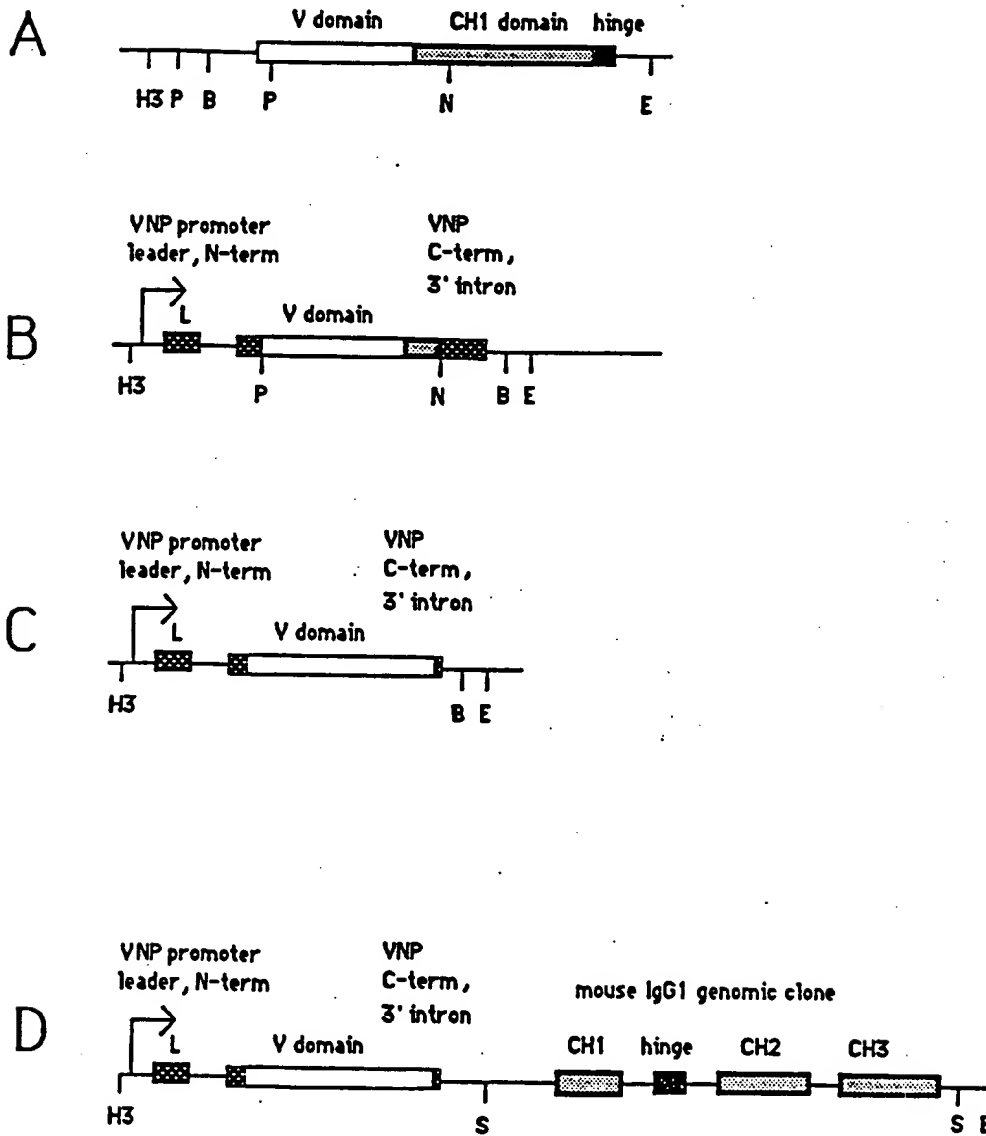 A
V domain CH1 domain hinge
H3 P B P N E
VNP promoter
leader, N-term
VNP
C-term,
3' intron
B
L V domain
H3 P N B E
VNP promoter
leader, N-term
VNP
C-term,
3' intron
C
L V domain
H3 B E
VNP promoter
leader, N-term
VNP
C-term,
3' intron
mouse IgG1 genomic clone
D
L V domain CH1 hinge CH2 CH3
H3 S S